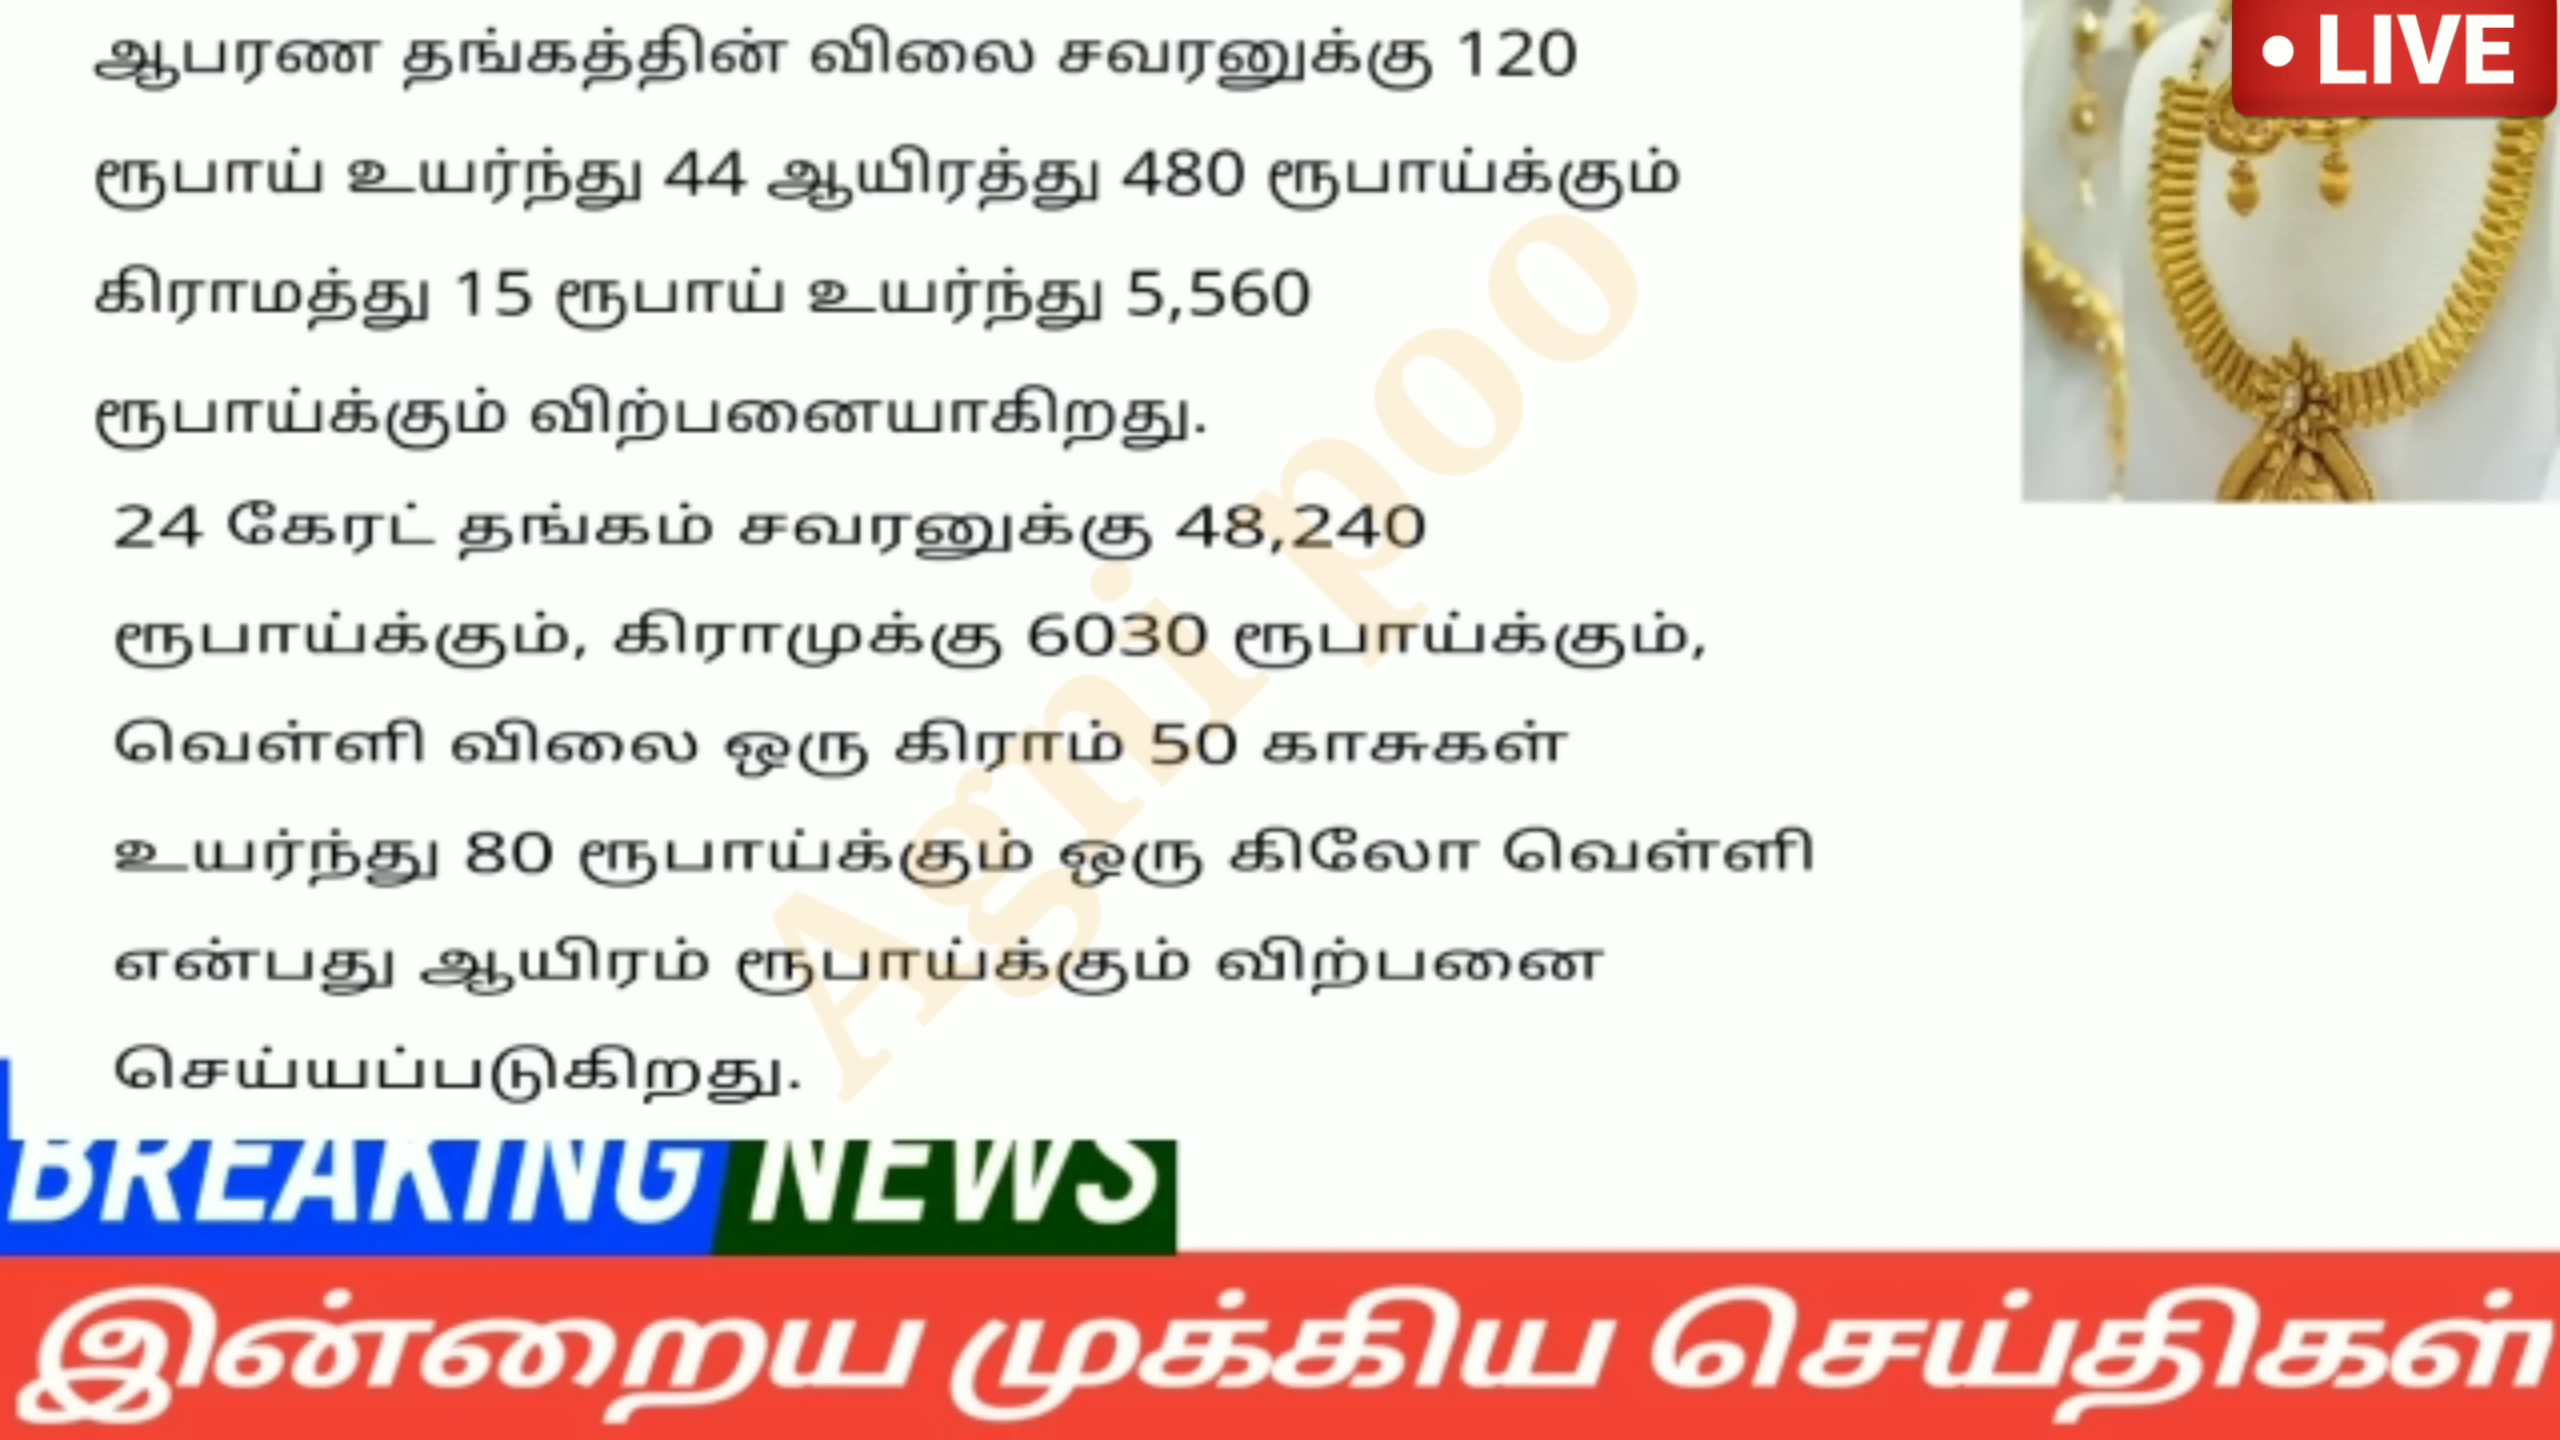 • LIVE
ஆபரண தங்கத்தின் விலை சவரனுக்கு 120
ரூபாய் உயர்ந்து 44 ஆயிரத்து 480 ரூபாய்க்கும்
கிராமத்து 15 ரூபாய் உயர்ந்து 5,560
ரூபாய்க்கும் விற்பனையாகிறது.
24 கேரட் தங்கம் சவரனுக்கு 48,240
ரூபாய்க்கும், கிராமுக்கு 6030 ரூபாய்க்கும்,
வெள்ளி விலை ஒரு கிராம் 50 காசுகள்
உயர்ந்து 80 ரூபாய்க்கும் ஒரு கிலோ வெள்ளி
என்பது ஆயிரம் ரூபாய்க்கும் விற்பனை
செய்யப்படுகிறது.
Agni poo
BREAKING NEWS
இன்றைய முக்கிய செய்திகள்